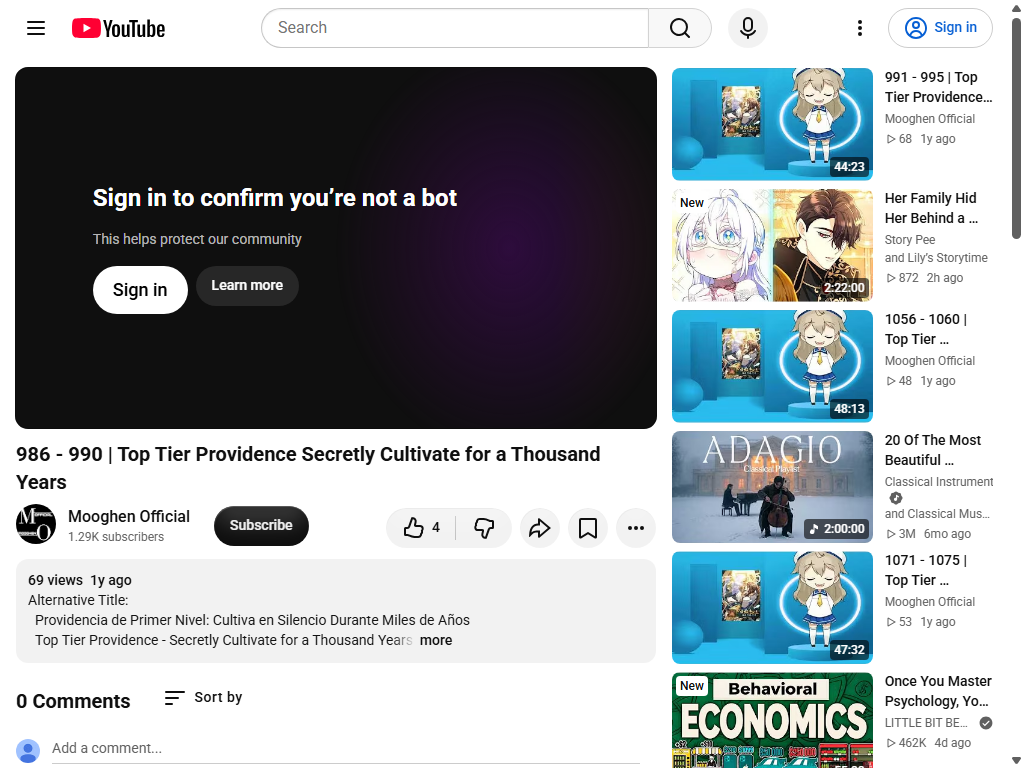 YouTube
Search
Sign in
Sign in to confirm you’re not a bot
This helps protect our community
Sign in
Learn more
986 - 990 | Top Tier Providence Secretly Cultivate for a Thousand
Years
Mooghen Official
1.29K subscribers
Subscribe
4
69 views 1y ago
Alternative Title:
Providencia de Primer Nivel: Cultiva en Silencio Durante Miles de Años
Top Tier Providence - Secretly Cultivate for a Thousand Years more
0 Comments
Sort by
Add a comment...
44:23
991 - 995 | Top
Tier Providence…
Mooghen Official
68 1y ago
New
2:22:00
Her Family Hid
Her Behind a …
Story Pee
and Lily’s Storytime
872 2h ago
48:13
1056 - 1060 |
Top Tier …
Mooghen Official
48 1y ago
ADAGIO
Classical Playlist
2:00:00
20 Of The Most
Beautiful …
Classical Instrument
and Classical Mus…
3M 6mo ago
47:32
1071 - 1075 |
Top Tier …
Mooghen Official
53 1y ago
New
Behavioral
ECONOMICS
Once You Master
Psychology, Yo…
LITTLE BIT BE…
462K 4d ago